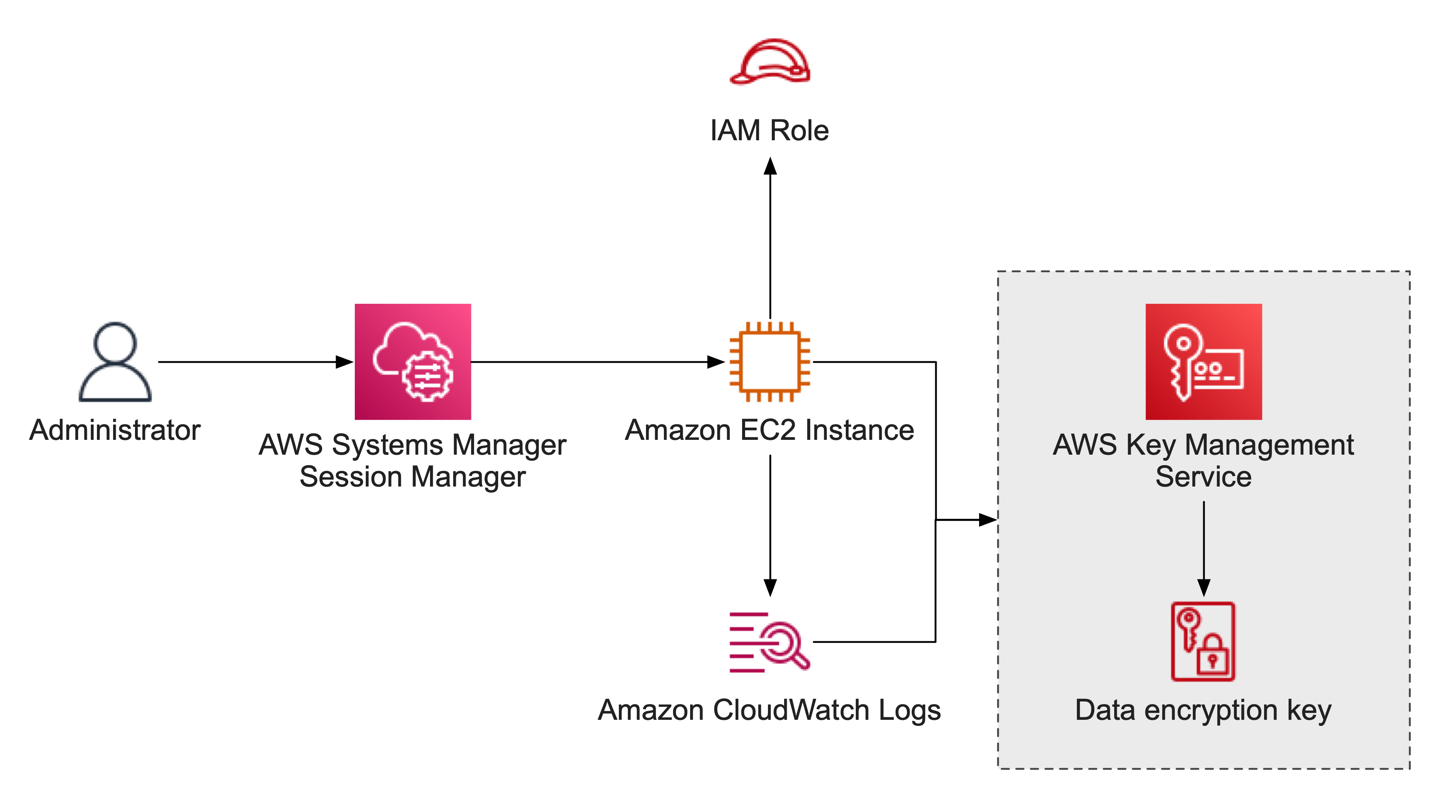 IAM Role
Administrator
AWS Systems Manager
Session Manager
Amazon EC2 Instance
AWS Key Management
Service
Amazon CloudWatch Logs
Data encryption key